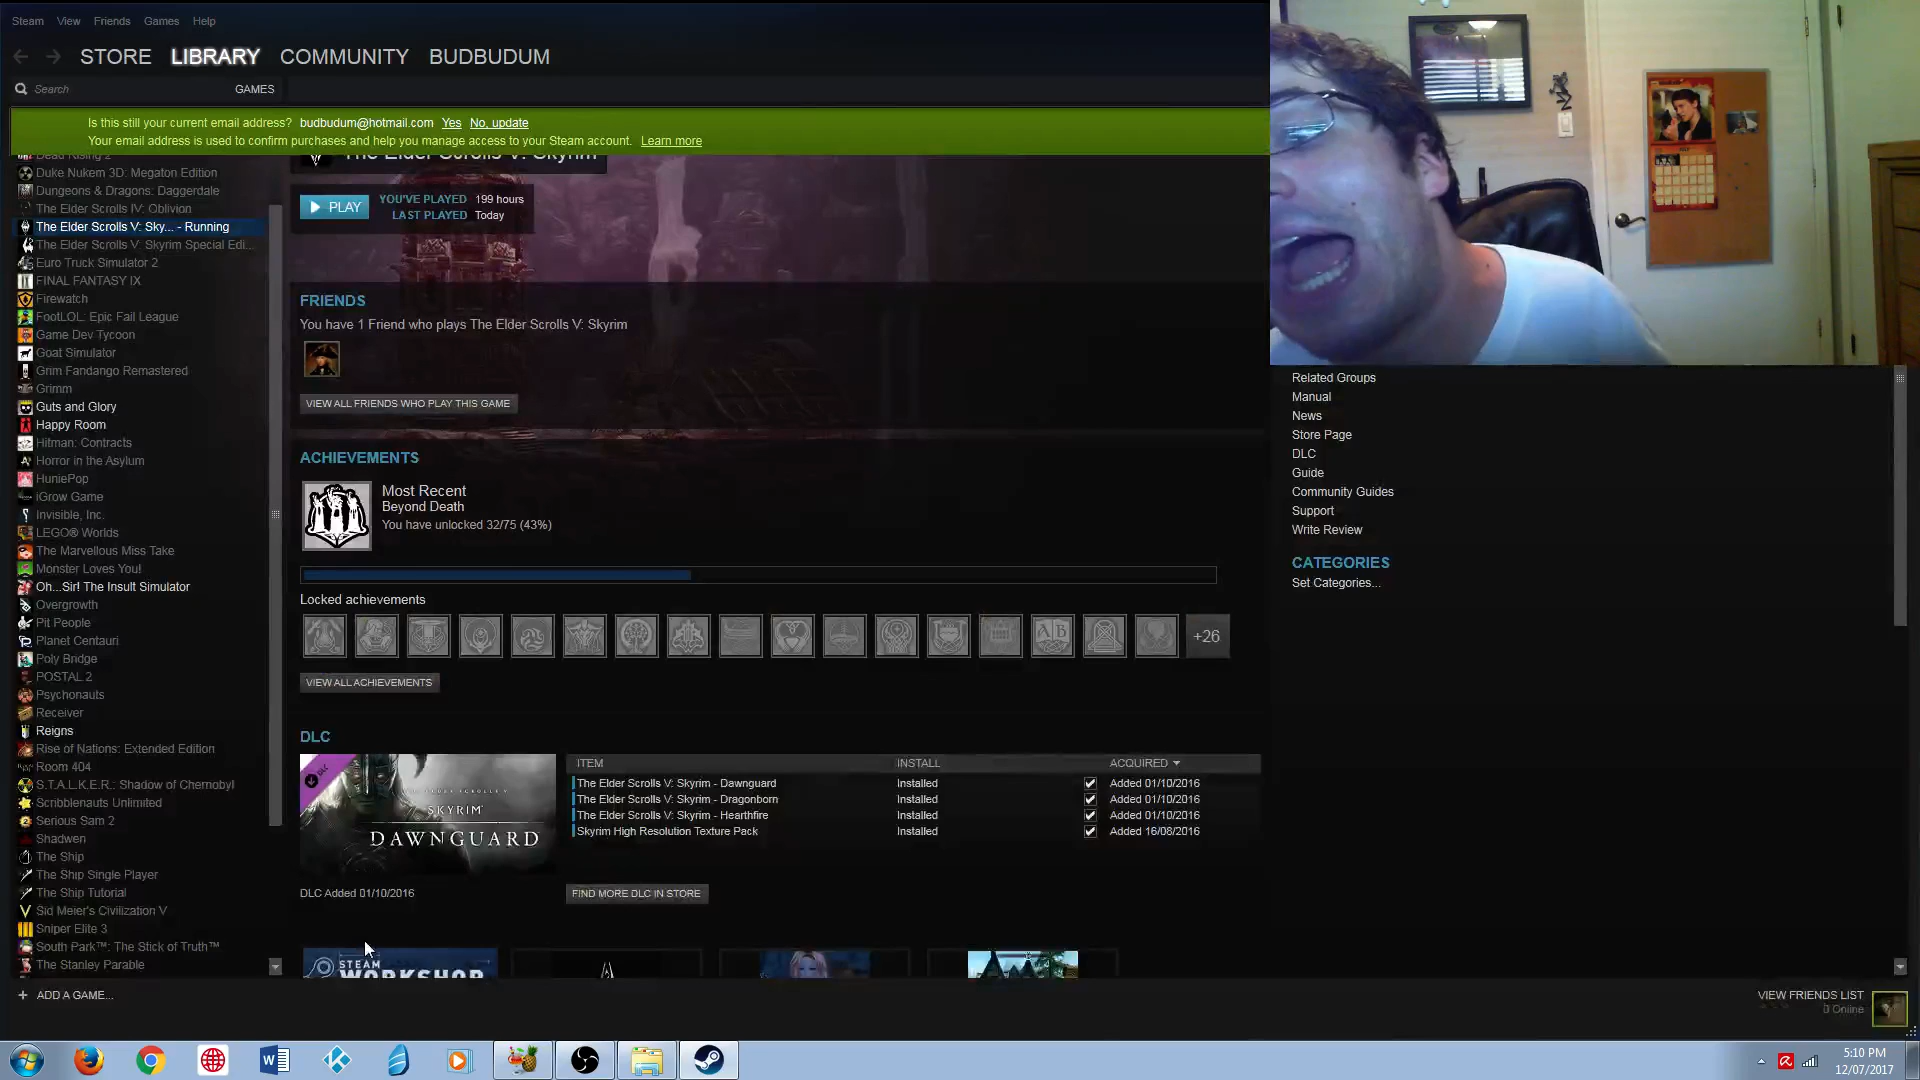 Steam View Friends Games Help
STORE LIBRARY COMMUNITY BUDBUDUM
Search GAMES
Is this still your current email address? budbudum@hotmail.com Yes No, update
Your email address is used to confirm purchases and help you manage access to your Steam account. Learn more
Dead Rising 2
Duke Nukem 3D: Megaton Edition
Dungeons & Dragons: Daggerdale
The Elder Scrolls IV: Oblivion
The Elder Scrolls V: Sky... - Running
The Elder Scrolls V: Skyrim Special Edi...
Euro Truck Simulator 2
FINAL FANTASY IX
Firewatch
FootLOL: Epic Fail League
Game Dev Tycoon
Goat Simulator
Grim Fandango Remastered
Grimm
Guts and Glory
Happy Room
Hitman: Contracts
Horror in the Asylum
HuniePop
iGrow Game
Invisible, Inc.
LEGO® Worlds
The Marvellous Miss Take
Monster Loves You!
Oh...Sir! The Insult Simulator
Overgrowth
Pit People
Planet Centauri
Poly Bridge
POSTAL 2
Psychonauts
Receiver
Reigns
Rise of Nations: Extended Edition
Room 404
S.T.A.L.K.E.R.: Shadow of Chernobyl
Scribblenauts Unlimited
Serious Sam 2
Shadwen
The Ship
The Ship Single Player
The Ship Tutorial
Sid Meier's Civilization V
Sniper Elite 3
South Park™: The Stick of Truth™
The Stanley Parable
+ ADD A GAME...
The Elder Scrolls V: Skyrim
PLAY
YOU'VE PLAYED 199 hours
LAST PLAYED Today
FRIENDS
You have 1 Friend who plays The Elder Scrolls V: Skyrim
VIEW ALL FRIENDS WHO PLAY THIS GAME
ACHIEVEMENTS
Most Recent
Beyond Death
You have unlocked 32/75 (43%)
Locked achievements
+26
VIEW ALL ACHIEVEMENTS
DLC
DLC
SKYRIM
DAWNGUARD
DLC Added 01/10/2016
ITEM INSTALL ACQUIRED
The Elder Scrolls V: Skyrim - Dawnguard Installed Added 01/10/2016
The Elder Scrolls V: Skyrim - Dragonborn Installed Added 01/10/2016
The Elder Scrolls V: Skyrim - Hearthfire Installed Added 01/10/2016
Skyrim High Resolution Texture Pack Installed Added 16/08/2016
FIND MORE DLC IN STORE
STEAM
WORKSHOP
Related Groups
Manual
News
Store Page
DLC
Guide
Community Guides
Support
Write Review
CATEGORIES
Set Categories...
VIEW FRIENDS LIST
0 Online
5:10 PM
12/07/2017